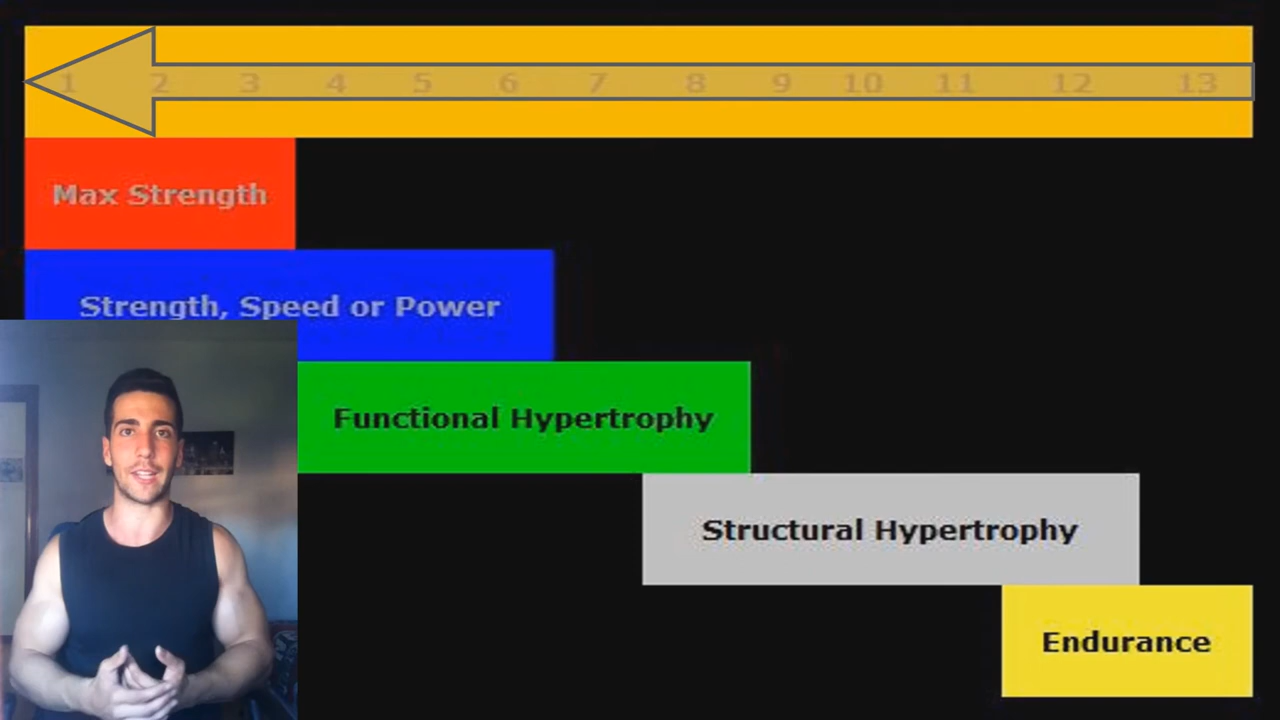 1 2 3 4 5 6 7 8 9 10 11 12 13
Max Strength
Strength, Speed or Power
Functional Hypertrophy
Structural Hypertrophy
Endurance